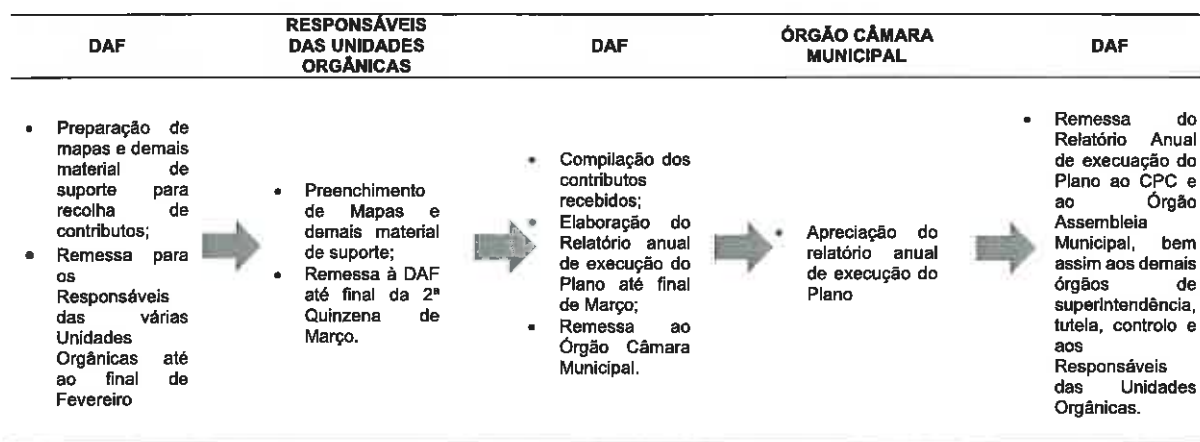 DAF
RESPONSÁVEIS
DAS UNIDADES
ORGÂNICAS
DAF
ÓRGÃO CÂMARA
MUNICIPAL
DAF
• Preparação de
mapas e demais
material de
suporte para
recolha de
contributos;
• Remessa para
os
Responsáveis
das várias
Unidades
Orgânicas até
ao final de
Fevereiro
• Preenchimento
de Mapas e
demais material
de suporte;
• Remessa à DAF
até final da 2ª
Quinzena de
Março.
• Compilação dos
contributos
recebidos;
• Elaboração do
Relatório anual
de execução do
Plano até final
de Março;
• Remessa ao
Órgão Câmara
Municipal.
• Apreciação do
relatório anual
de execução do
Plano
• Remessa do
Relatório Anual
de execuação do
Plano ao CPC e
ao Órgão
Assembleia
Municipal, bem
assim aos demais
órgãos de
superintendência,
tutela, controlo e
aos
Responsáveis
das Unidades
Orgânicas.